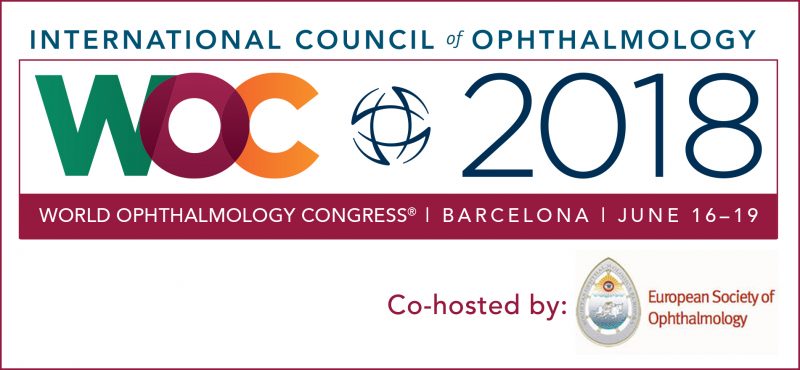 INTERNATIONAL COUNCIL of OPHTHALMOLOGY
WOC 2018
WORLD OPHTHALMOLOGY CONGRESS® | BARCELONA | JUNE 16–19
Co-hosted by:
European Society of
Ophthalmology